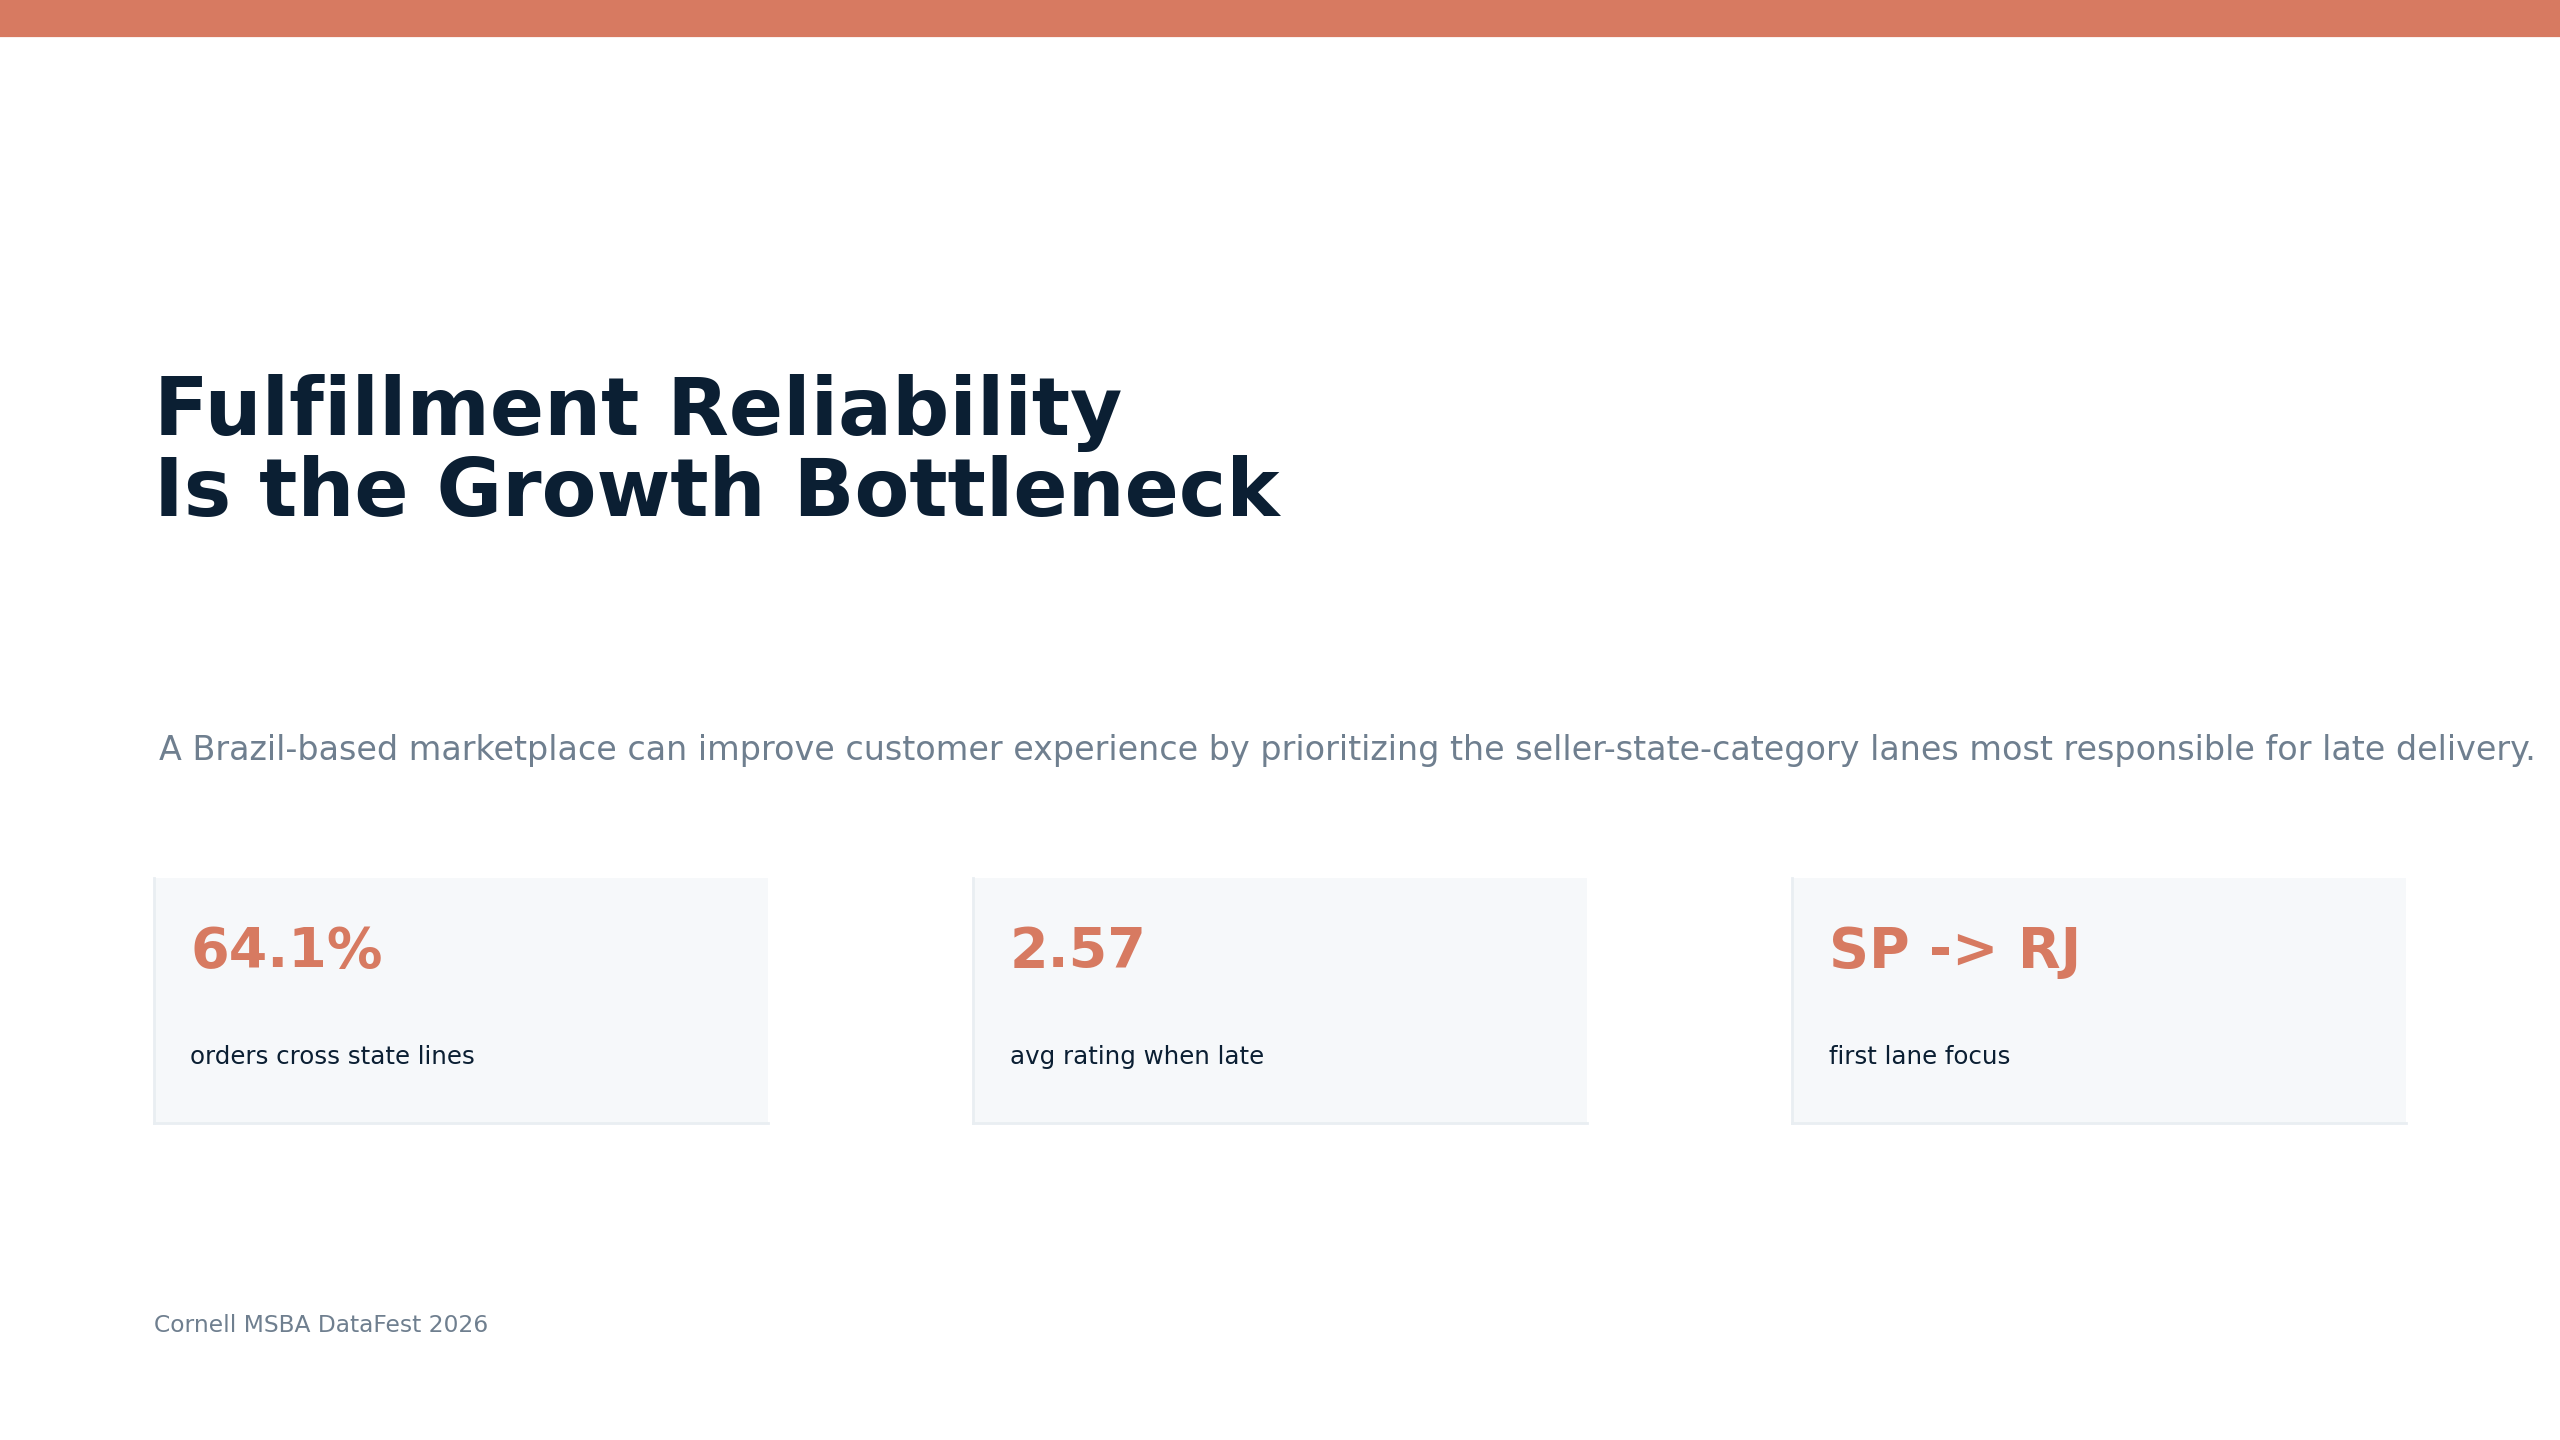 Fulfillment Reliability
Is the Growth Bottleneck
A Brazil-based marketplace can improve customer experience by prioritizing the seller-state-category lanes most responsible for late delivery.
64.1%
orders cross state lines
2.57
avg rating when late
SP -> RJ
first lane focus
Cornell MSBA DataFest 2026